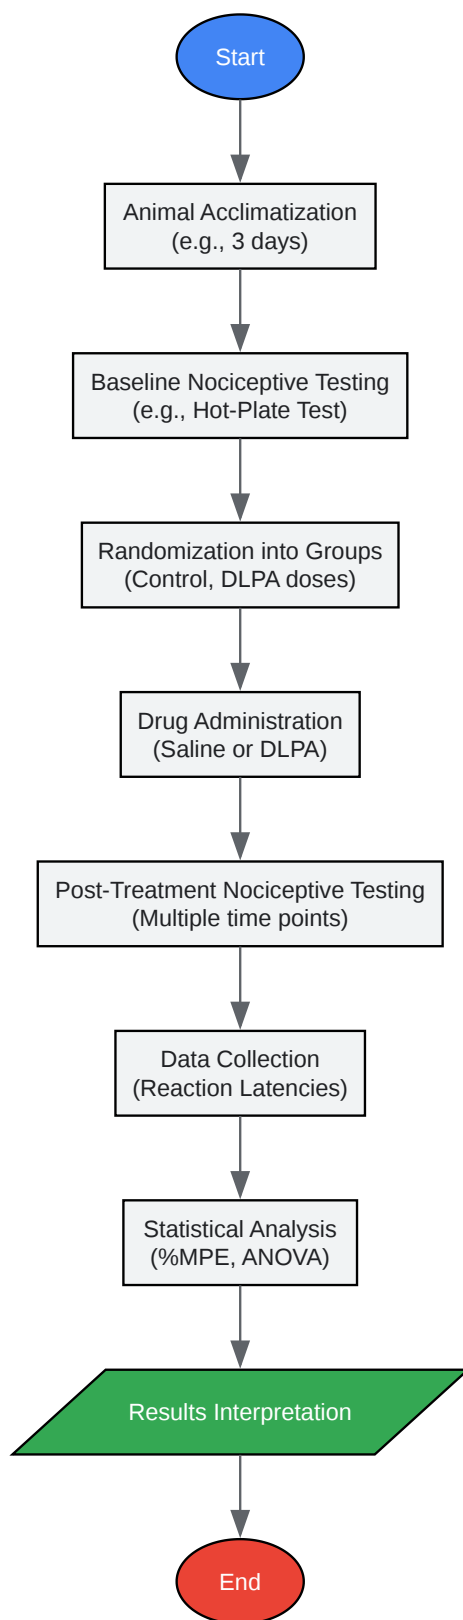 Start
Animal Acclimatization
(e.g., 3 days)
Baseline Nociceptive Testing
(e.g., Hot-Plate Test)
Randomization into Groups
(Control, DLPA doses)
Drug Administration
(Saline or DLPA)
Post-Treatment Nociceptive Testing
(Multiple time points)
Data Collection
(Reaction Latencies)
Statistical Analysis
(%MPE, ANOVA)
Results Interpretation
End